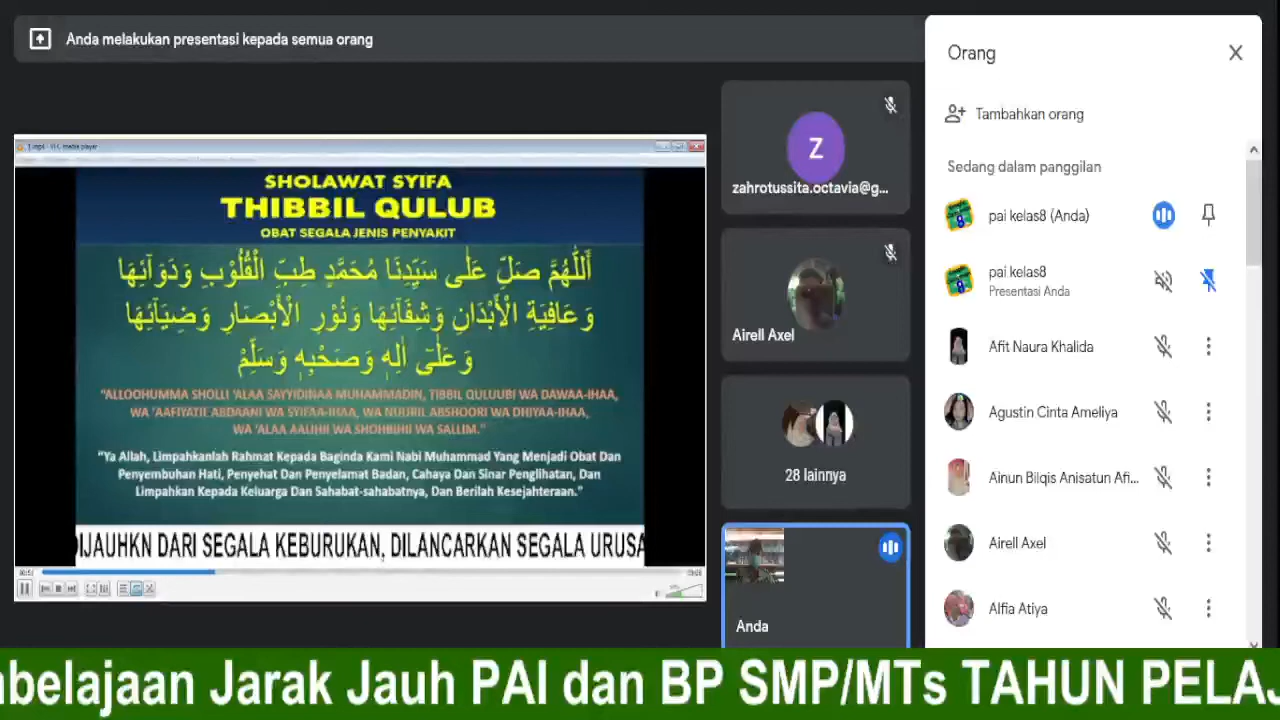 Anda melakukan presentasi kepada semua orang
1.mp4 - VLC media player
SHOLAWAT SYIFA
THIBBIL QULUB
OBAT SEGALA JENIS PENYAKIT
أَللّٰهُمَّ صَلِّ عَلٰى سَيِّدِنَا مُحَمَّدٍ طِبِّ الْقُلُوْبِ وَدَوَآئِهَا
وَعَافِيَةِ الْأَبْدَانِ وَشِفَآئِهَا وَنُوْرِ الْأَبْصَارِ وَضِيَآئِهَا
وَعَلٰىٓ اٰلِهٖ وَصَحْبِهٖ وَسَلِّمْ
"ALLOOHUMMA SHOLLI 'ALAA SAYYIDINAA MUHAMMADIN, TIBBIL QULUUBI WA DAWAA-IHAA,
WA 'AAFIYATIL ABDAANI WA SYIFAA-IHAA, WA NUURIL ABSHOORI WA DHIYAA-IHAA,
WA 'ALAA AALIHII WA SHOHBIHII WA SALLIM."
"Ya Allah, Limpahkanlah Rahmat Kepada Baginda Kami Nabi Muhammad Yang Menjadi Obat Dan
Penyembuhan Hati, Penyehat Dan Penyelamat Badan, Cahaya Dan Sinar Penglihatan, Dan
Limpahkan Kepada Keluarga Dan Sahabat-sahabatnya, Dan Berilah Kesejahteraan."
DIJAUHKN DARI SEGALA KEBURUKAN, DILANCARKAN SEGALA URUSA
Z
zahrotussita.octavia@g...
Airell Axel
28 lainnya
Anda
Orang
Tambahkan orang
Sedang dalam panggilan
pai kelas8 (Anda)
pai kelas8
Presentasi Anda
Afit Naura Khalida
Agustin Cinta Ameliya
Ainun Bilqis Anisatun Afi...
Airell Axel
Alfia Atiya
mbelajaan Jarak Jauh PAI dan BP SMP/MTs TAHUN PELAJ